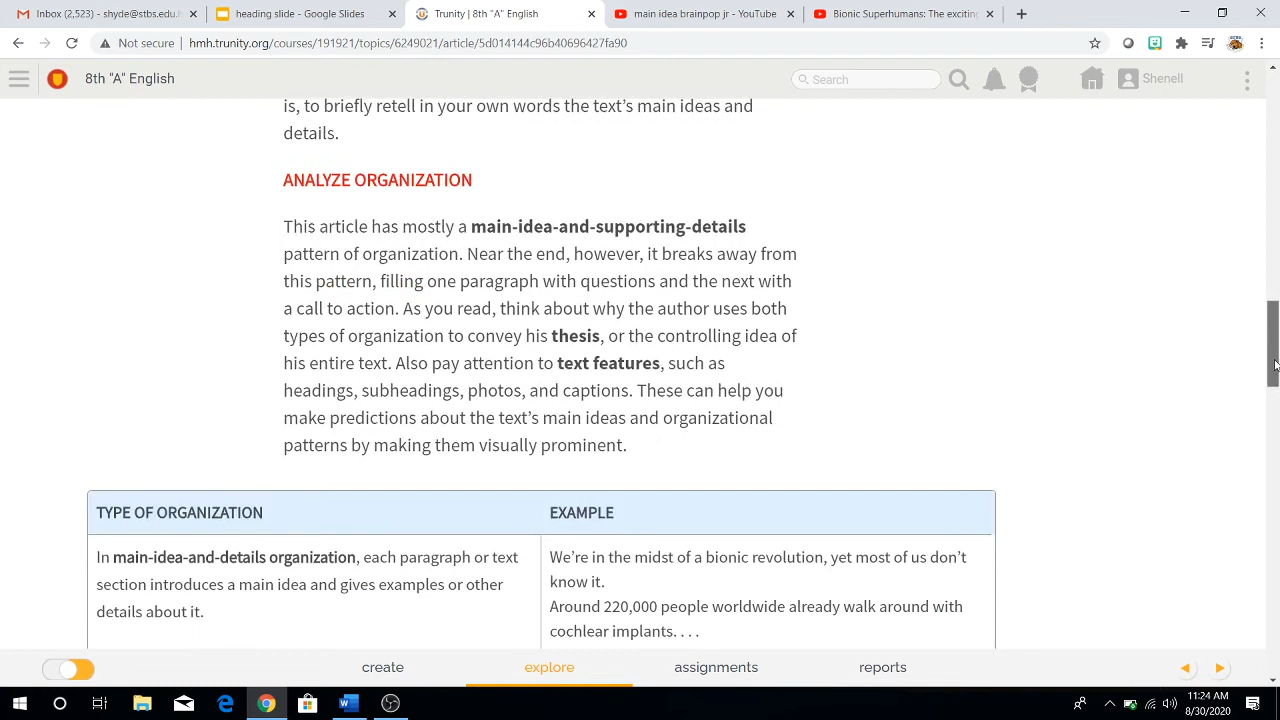 Inbox (2,523) - shyre@stbs.edu.
heading slide - Google Slides
Trunity | 8th "A" English
main idea brainpop jr - YouTube
Bionic Superhumans: The exciting
Not secure | hmh.trunity.org/courses/191921/topics/6249021/article/5d014144c96b40696427fa90
8th "A" English
Search
Shenell
is, to briefly retell in your own words the text's main ideas and
details.
ANALYZE ORGANIZATION
This article has mostly a main-idea-and-supporting-details
pattern of organization. Near the end, however, it breaks away from
this pattern, filling one paragraph with questions and the next with
a call to action. As you read, think about why the author uses both
types of organization to convey his thesis, or the controlling idea of
his entire text. Also pay attention to text features, such as
headings, subheadings, photos, and captions. These can help you
make predictions about the text's main ideas and organizational
patterns by making them visually prominent.
TYPE OF ORGANIZATION
EXAMPLE
In main-idea-and-details organization, each paragraph or text
section introduces a main idea and gives examples or other
details about it.
We're in the midst of a bionic revolution, yet most of us don't
know it.
Around 220,000 people worldwide already walk around with
cochlear implants. . . .
create
explore
assignments
reports
11:24 AM
8/30/2020